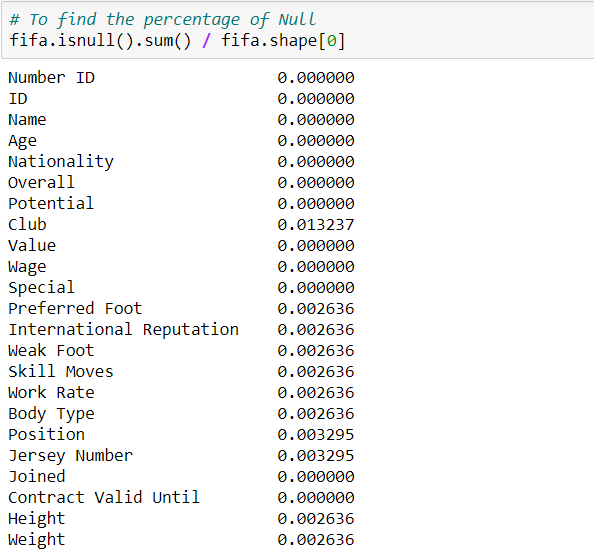 # To find the percentage of Null
fifa.isnull().sum() / fifa.shape[0]
Number ID 0.000000
ID 0.000000
Name 0.000000
Age 0.000000
Nationality 0.000000
Overall 0.000000
Potential 0.000000
Club 0.013237
Value 0.000000
Wage 0.000000
Special 0.000000
Preferred Foot 0.002636
International Reputation 0.002636
Weak Foot 0.002636
Skill Moves 0.002636
Work Rate 0.002636
Body Type 0.002636
Position 0.003295
Jersey Number 0.003295
Joined 0.000000
Contract Valid Until 0.000000
Height 0.002636
Weight 0.002636